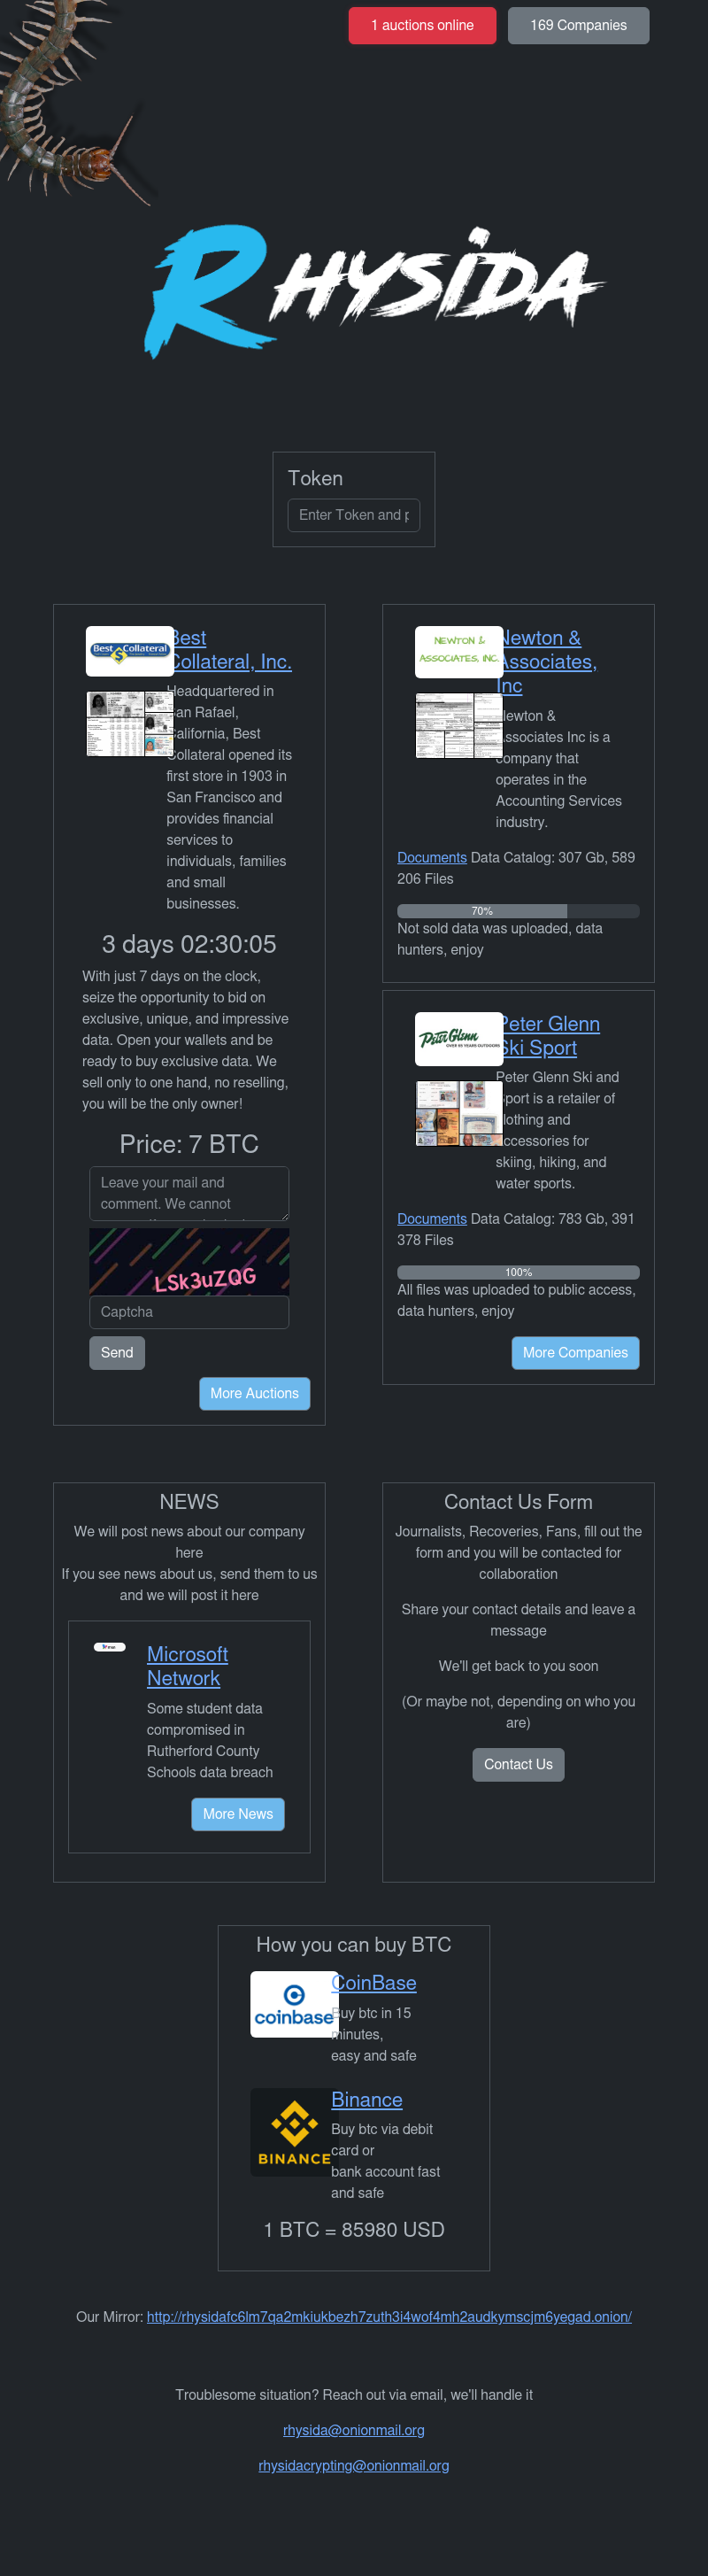 1 auctions online
169 Companies
RHYSIDA
Token
Enter Token and p
Best Collateral
Best
Collateral, Inc.
Headquartered in
San Rafael,
California, Best
Collateral opened its
first store in 1903 in
San Francisco and
provides financial
services to
individuals, families
and small
businesses.
3 days 02:30:05
With just 7 days on the clock,
seize the opportunity to bid on
exclusive, unique, and impressive
data. Open your wallets and be
ready to buy exclusive data. We
sell only to one hand, no reselling,
you will be the only owner!
Price: 7 BTC
Leave your mail and
comment. We cannot
LSk3uZQG
Captcha
Send
More Auctions
NEWTON &
ASSOCIATES, INC.
Newton &
Associates,
Inc
Newton &
Associates Inc is a
company that
operates in the
Accounting Services
industry.
Documents Data Catalog: 307 Gb, 589
206 Files
70%
Not sold data was uploaded, data
hunters, enjoy
Peter Glenn
OVER 60 YEARS OUTDOORS
Peter Glenn
Ski Sport
Peter Glenn Ski and
Sport is a retailer of
clothing and
accessories for
skiing, hiking, and
water sports.
Documents Data Catalog: 783 Gb, 391
378 Files
100%
All files was uploaded to public access,
data hunters, enjoy
More Companies
NEWS
We will post news about our company
here
If you see news about us, send them to us
and we will post it here
Microsoft
Network
Some student data
compromised in
Rutherford County
Schools data breach
More News
Contact Us Form
Journalists, Recoveries, Fans, fill out the
form and you will be contacted for
collaboration
Share your contact details and leave a
message
We'll get back to you soon
(Or maybe not, depending on who you
are)
Contact Us
How you can buy BTC
coinbase
CoinBase
Buy btc in 15
minutes,
easy and safe
BINANCE
Binance
Buy btc via debit
card or
bank account fast
and safe
1 BTC = 85980 USD
Our Mirror: http://rhysidafc6lm7qa2mkiukbezh7zuth3i4wof4mh2audkymscjm6yegad.onion/
Troublesome situation? Reach out via email, we'll handle it
rhysida@onionmail.org
rhysidacrypting@onionmail.org